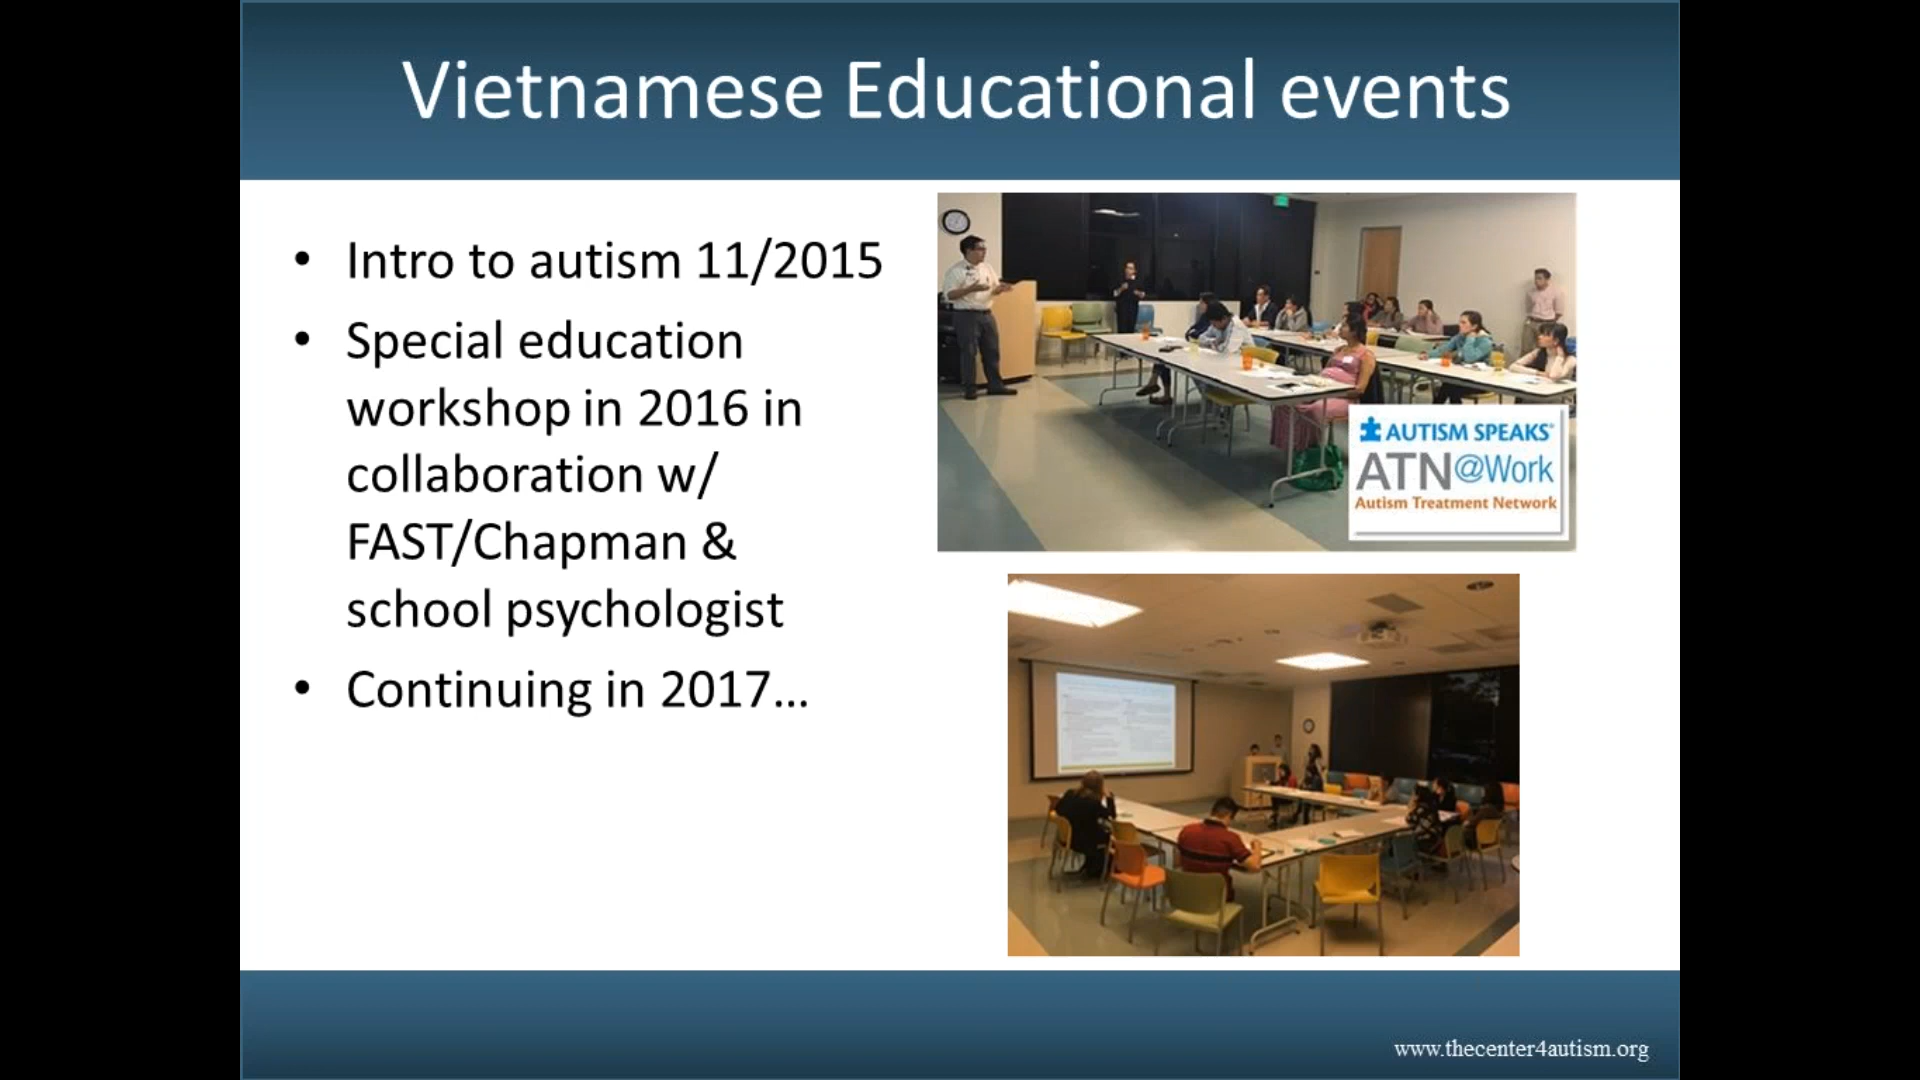 Vietnamese Educational events
• Intro to autism 11/2015
• Special education
workshop in 2016 in
collaboration w/
FAST/Chapman &
school psychologist
• Continuing in 2017...
AUTISM SPEAKS®
ATN@Work
Autism Treatment Network
www.thecenter4autism.org